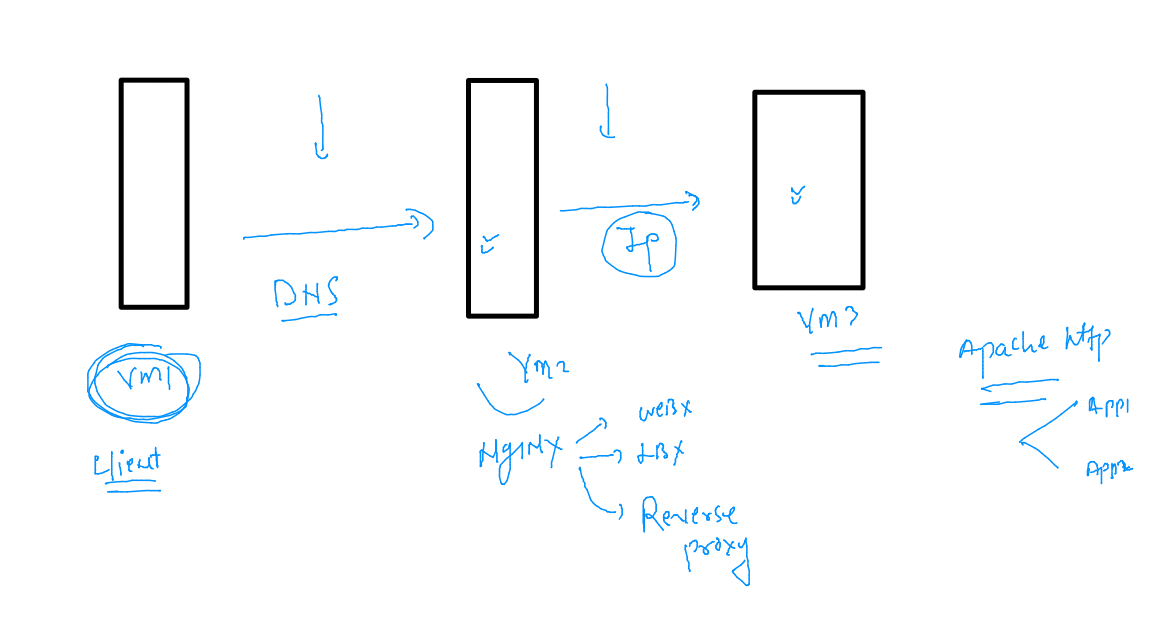 DNS
Ip
VM1
Client
VM2
NgINX
WEBX
LBX
Reverse
proxy
VM3
Apache http
App1
App2